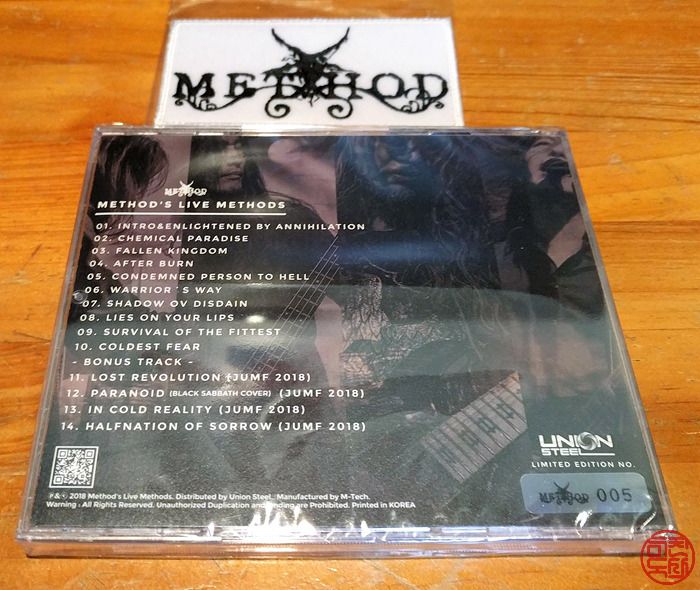 METHOD
METHOD
METHOD'S LIVE METHODS
01. INTRO&ENLIGHTENED BY ANNIHILATION
02. CHEMICAL PARADISE
03. FALLEN KINGDOM
04. AFTER BURN
05. CONDEMNED PERSON TO HELL
06. WARRIOR`S WAY
07. SHADOW OV DISDAIN
08. LIES ON YOUR LIPS
09. SURVIVAL OF THE FITTEST
10. COLDEST FEAR
- BONUS TRACK -
11. LOST REVOLUTION (JUMF 2018)
12. PARANOID (BLACK SABBATH COVER) (JUMF 2018)
13. IN COLD REALITY (JUMF 2018)
14. HALFNATION OF SORROW (JUMF 2018)
UNION
STEEL
LIMITED EDITION NO.
METHOD 005
2018 Method's Live Methods. Distributed by Union Steel. Manufactured by M-Tech.
Warning : All Rights Reserved. Unauthorized Duplication and are Prohibited. Printed in KOREA